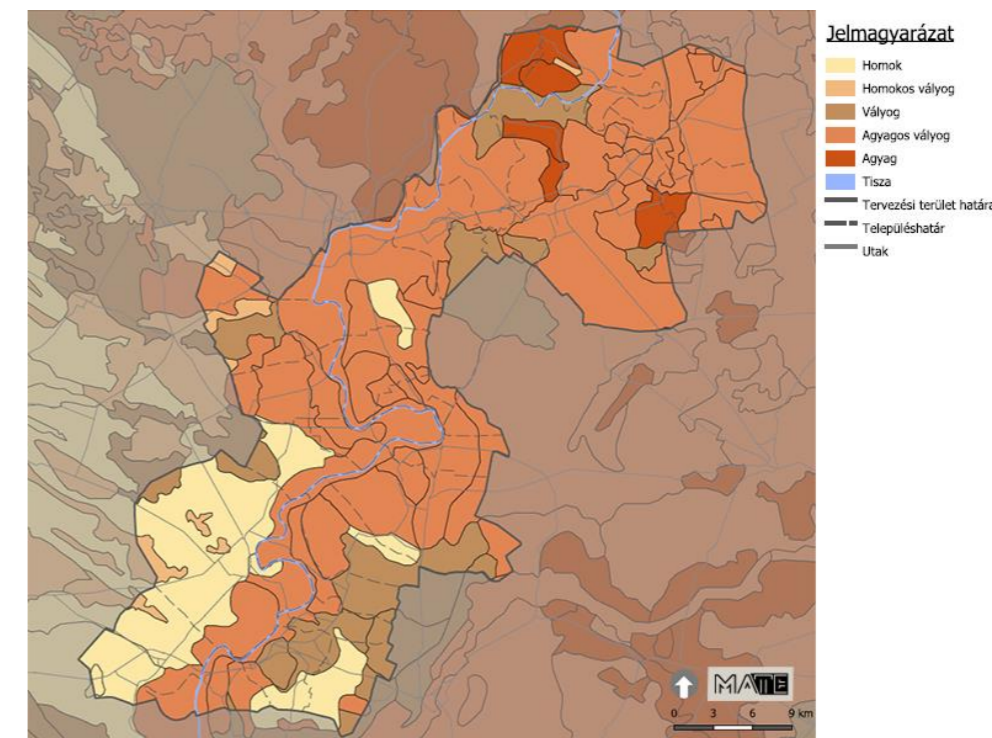 Jelmagyarázat
Homok
Homokos vályog
Vályog
Agyagos vályog
Agyag
Tisza
Tervezési terület határa
Településhatár
Utak
MATE
0 3 6 9 km